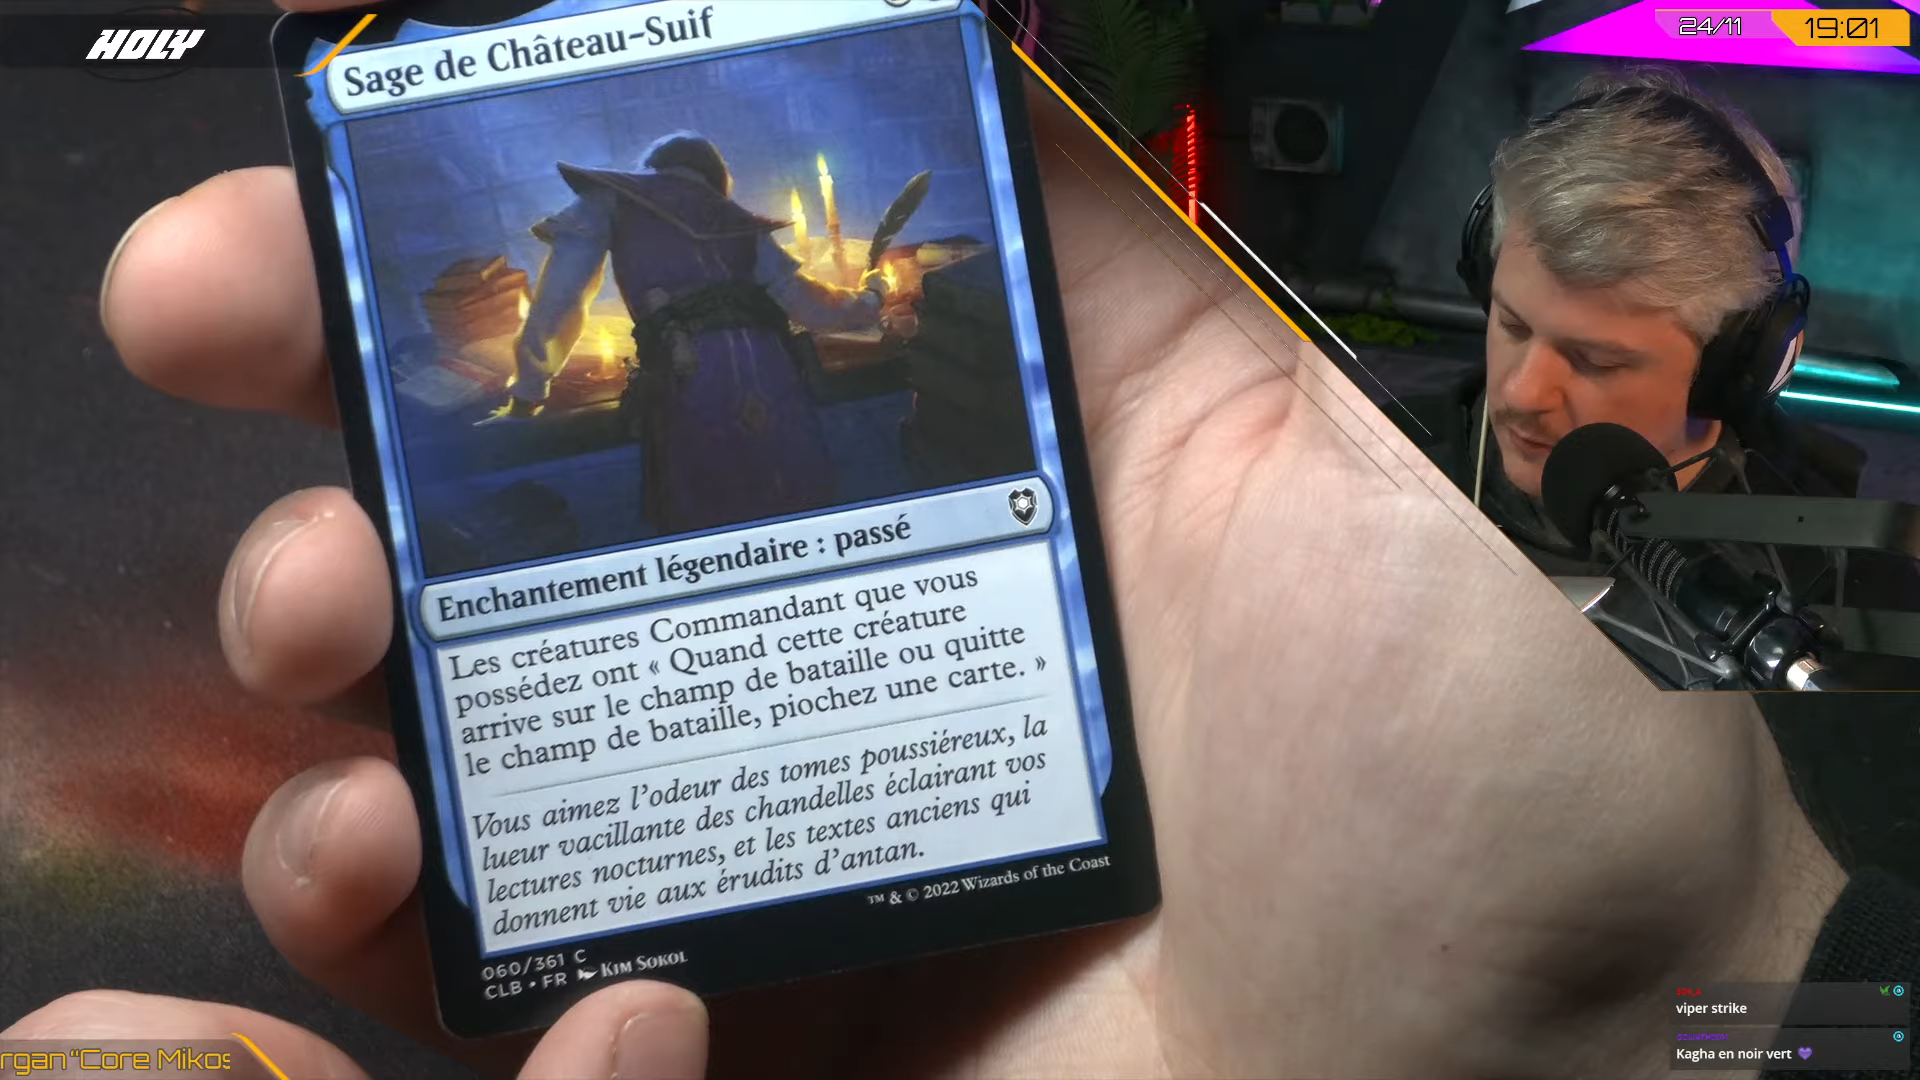 HOLY
24/11
19:01
Sage de Château-Suif
Enchantement légendaire : passé
Les créatures Commandant que vous
possédez ont « Quand cette créature
arrive sur le champ de bataille ou quitte
le champ de bataille, piochez une carte. »
Vous aimez l'odeur des tomes poussiéreux, la
lueur vacillante des chandelles éclairant vos
lectures nocturnes, et les textes anciens qui
donnent vie aux érudits d'antan.
™ & © 2022 Wizards of the Coast
060/361 C
CLB • FR KIM SOKOL
rgan "Core Mikos
viper strike
Kagha en noir vert